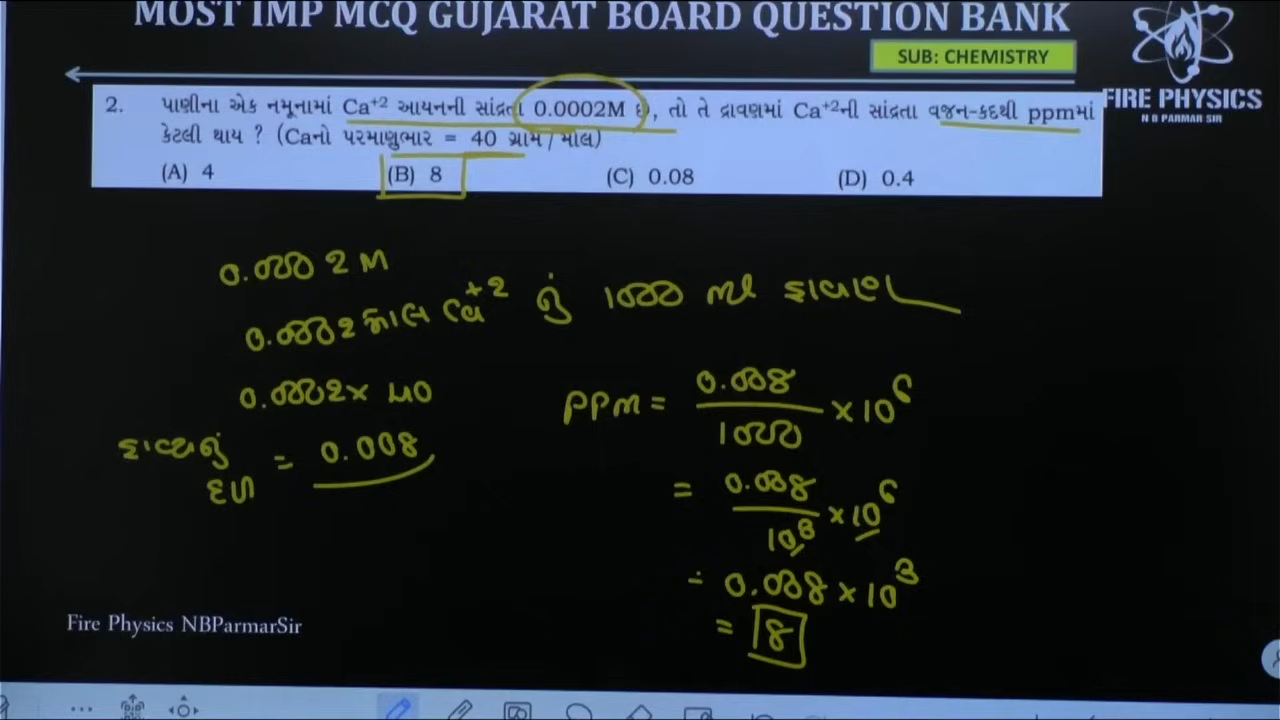 MOST IMP MCQ GUJARAT BOARD QUESTION BANK
SUB: CHEMISTRY
FIRE PHYSICS
N B PARMAR SIR
2. પાણીના એક નમૂનામાં Ca+2 આયનની સાંદ્રતા 0.0002M છે, તો તે દ્રાવણમાં Ca+2ની સાંદ્રતા વજન-કદથી ppmમાં
કેટલી થાય ? (Caનો પરમાણુભાર = 40 ગ્રામ / મોલ)
(A) 4 (B) 8 (C) 0.08 (D) 0.4
0.0002 M
0.0002 મોલ Ca+2 નું 1000 ml દ્રાવણ
0.0002 × 40
દ્રાવ્યનું દળ = 0.008
PPM = 0.008 / 1000 × 10^6
= 0.008 / 10^3 × 10^6
= 0.008 × 10^3
= 8
Fire Physics NBParmarSir